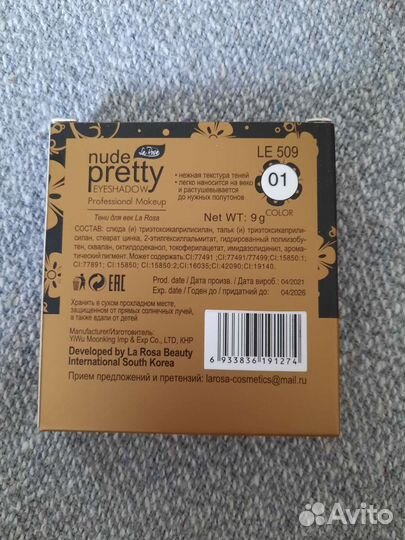 La Rosa
nude
pretty
EYESHADOW
Professional Makeup
LE 509
• нежная текстура теней
• легко наносится на веко
и растушевывается
до нужных полутонов
01
COLOR
Тени для век La Rosa
Net WT: 9 g
СОСТАВ: слюда (и) триэтоксикаприлилсилан, тальк (и) триэтоксикаприлил-
силан, стеарат цинка, 2-этилгексилпальмитат, гидрированный полиизобу-
тен, сквалан, октилдодеканол, токоферилацетат, имидазолидинил, арома-
тический пигмент. Может содержать:CI:77491 ,CI:77491/77499;CI:15850:1;
CI:77891; CI:15850; CI:15850:2;CI:16035;CI:42090;CI:19140.
12M
EAC
Prod. date / Дата произв. / Дата вироб.: 04/2021
Exp. date / Годен до / придатний до: 04/2026
Хранить в сухом прохладном месте,
защищенном от прямых солнечных лучей,
а также вдали от детей
Manufacturer/Изготовитель:
YiWu Moonking Imp & Exp Co., LTD, КНР
Developed by La Rosa Beauty
International South Korea
6 933836 191274
Прием предложений и претензий: larosa-cosmetics@mail.ru
Avito